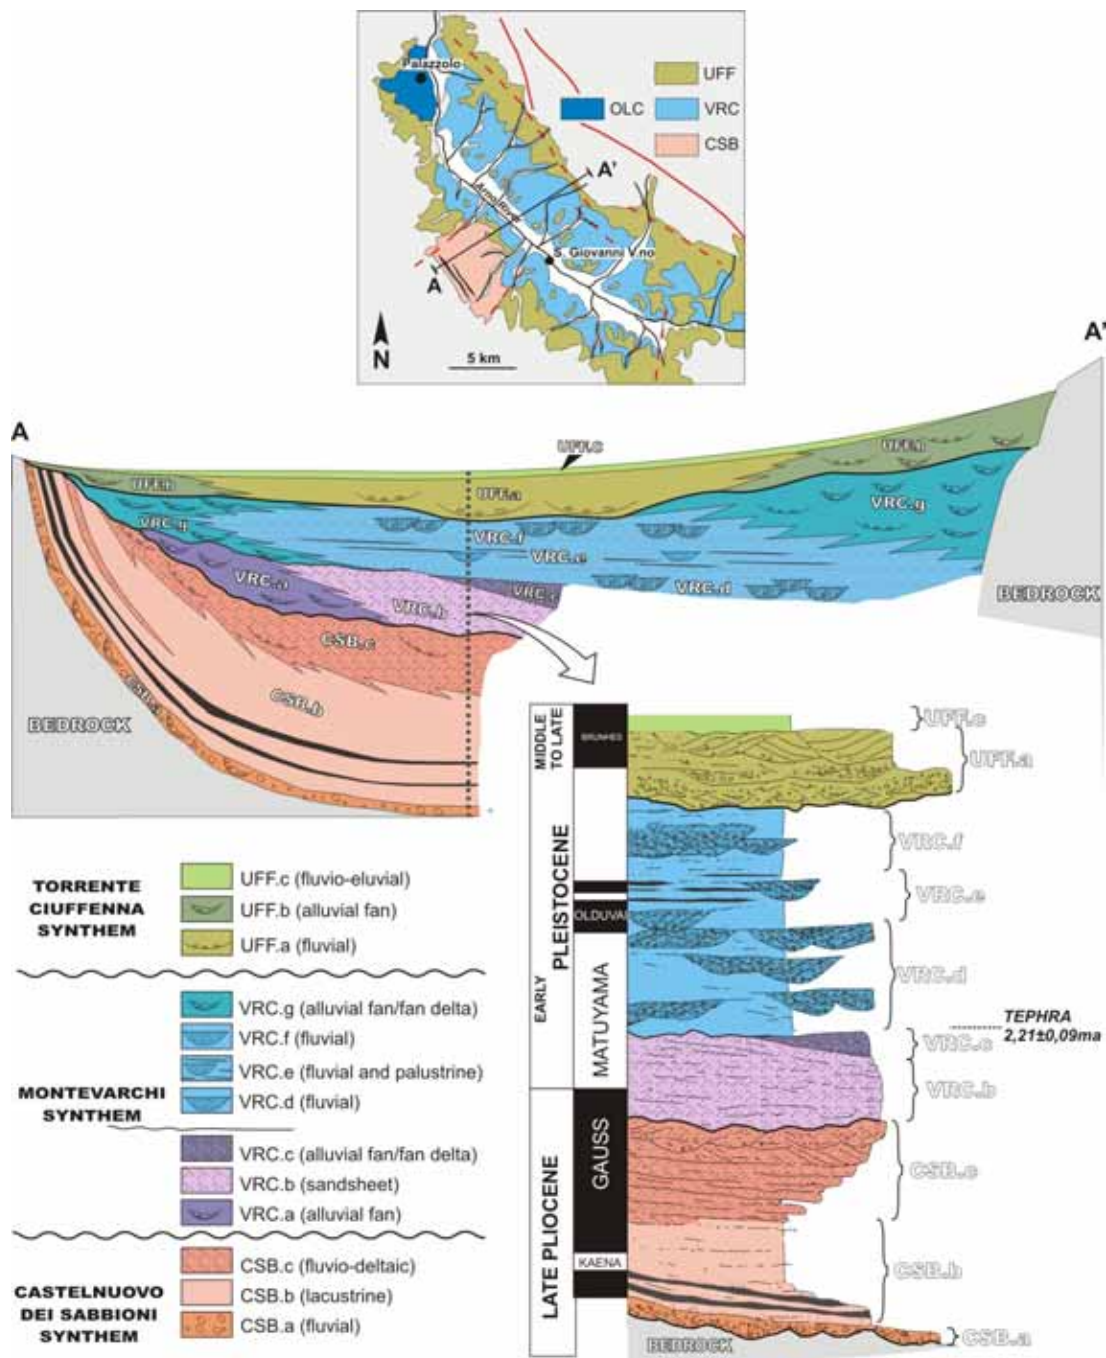 Palazzolo
UFF
OLC
VRC
CSB
A'
Arno River
S. Giovanni V.no
A
N
5 km
A'
A
UFF.c
UFF.b
UFF.b
UFF.a
VRC.g
VRC.g
VRC.f
VRC.e
VRC.a
VRC.d
VRC.b
VRC.c
BEDROCK
CSB.c
CSB.b
CSB.a
BEDROCK
MIDDLE
TO LATE
BRUNHES
UFF.c
UFF.a
PLEISTOCENE
VRC.f
VRC.e
OLDUVAI
EARLY
MATUYAMA
VRC.d
TEPHRA
2,21±0,09ma
VRC.c
VRC.b
LATE PLIOCENE
GAUSS
CSB.c
KAENA
CSB.b
BEDROCK
CSB.a
TORRENTE
CIUFFENNA
SYNTHEM
UFF.c (fluvio-eluvial)
UFF.b (alluvial fan)
UFF.a (fluvial)
MONTEVARCHI
SYNTHEM
VRC.g (alluvial fan/fan delta)
VRC.f (fluvial)
VRC.e (fluvial and palustrine)
VRC.d (fluvial)
VRC.c (alluvial fan/fan delta)
VRC.b (sandsheet)
VRC.a (alluvial fan)
CASTELNUOVO
DEI SABBIONI
SYNTHEM
CSB.c (fluvio-deltaic)
CSB.b (lacustrine)
CSB.a (fluvial)